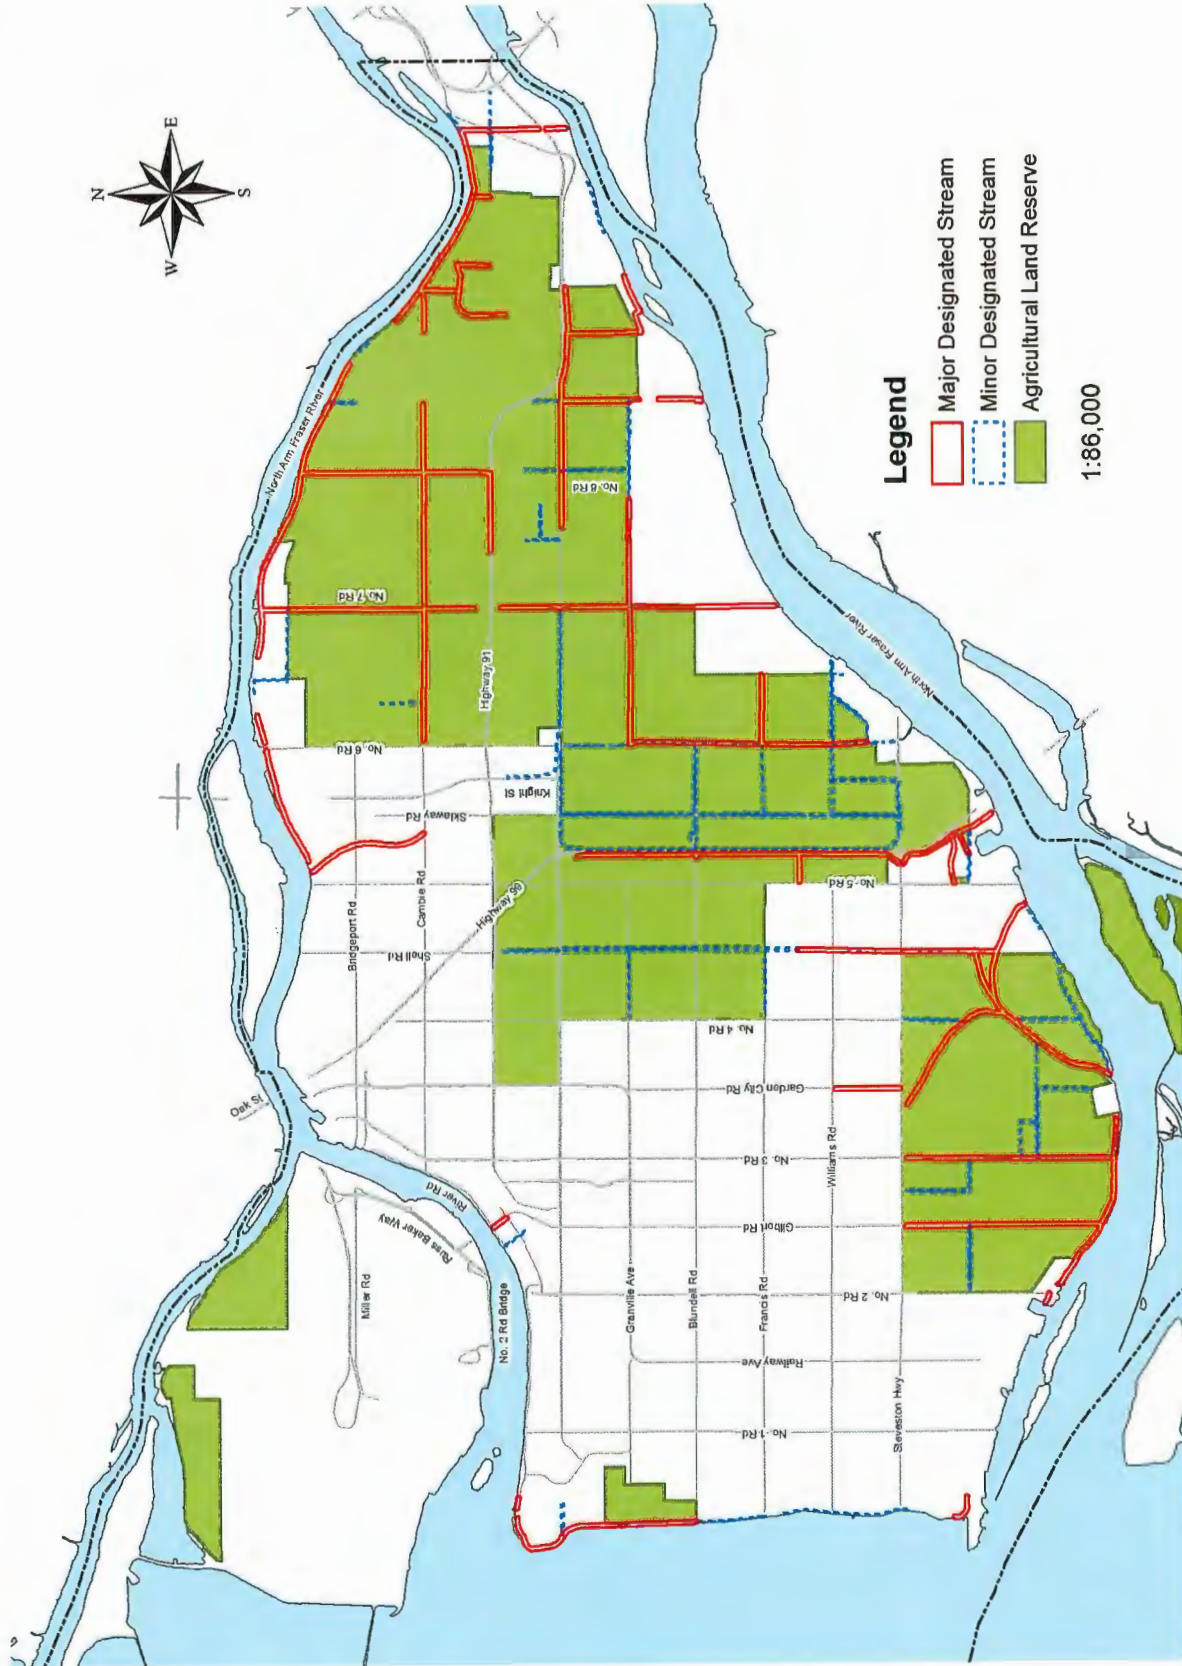 N
W
E
S
North Arm Fraser River
No. 8 Rd
No. 7 Rd
Highway 91
No. 6 Rd
Knight St
Bridgeport Rd
Cambie Rd
Highway 99
Shell Rd
No. 5 Rd
North Arm Fraser River
No. 4 Rd
Garden City Rd
Oak St
No. 3 Rd
Williams Rd
River Rd
Russ Baker Way
Gilbert Rd
Miller Rd
No. 2 Rd Bridge
Granville Ave
Blundell Rd
Francis Rd
No. 2 Rd
Railway Ave
Steveston Hwy
No. 1 Rd
Legend
Major Designated Stream
Minor Designated Stream
Agricultural Land Reserve
1:86,000